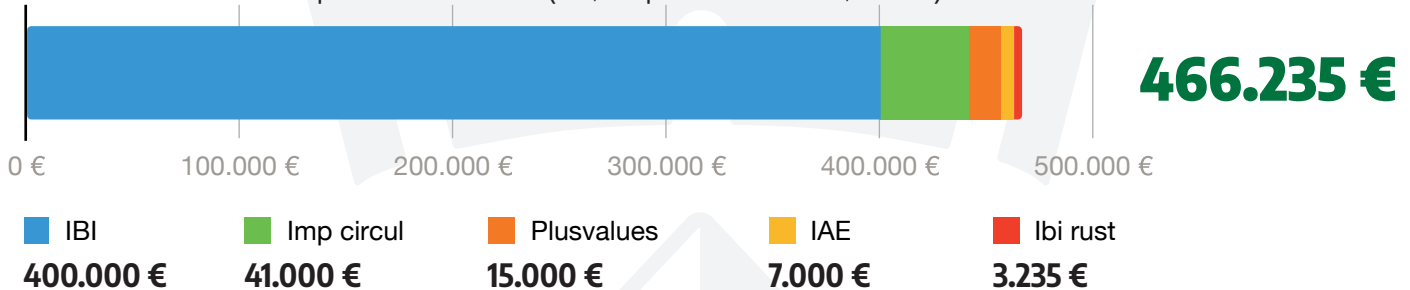 466.235 €
0 € 100.000 € 200.000 € 300.000 € 400.000 € 500.000 €
IBI Imp circul Plusvalues IAE Ibi rust
400.000 € 41.000 € 15.000 € 7.000 € 3.235 €